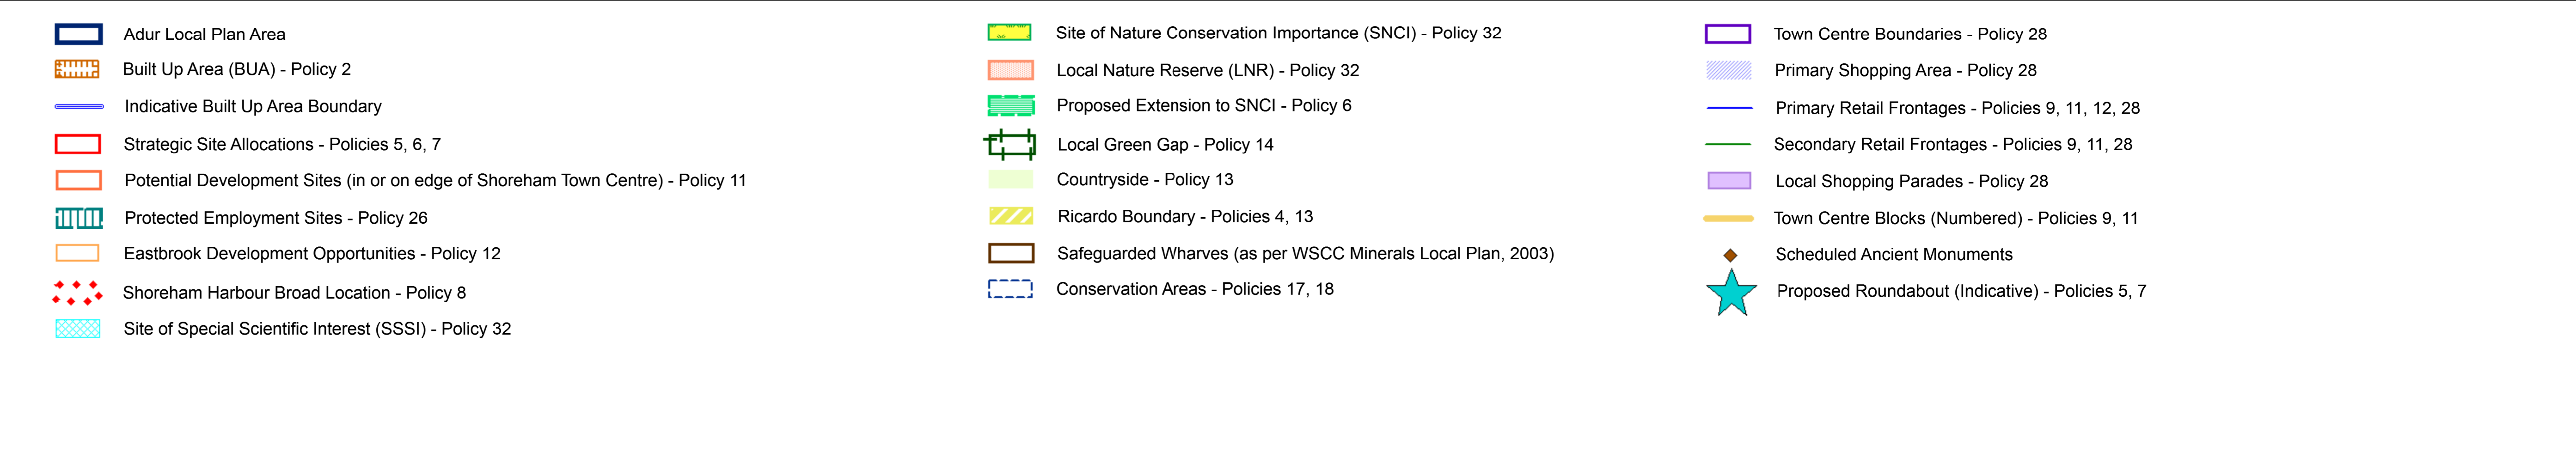 Adur Local Plan Area
Built Up Area (BUA) - Policy 2
Indicative Built Up Area Boundary
Strategic Site Allocations - Policies 5, 6, 7
Potential Development Sites (in or on edge of Shoreham Town Centre) - Policy 11
Protected Employment Sites - Policy 26
Eastbrook Development Opportunities - Policy 12
Shoreham Harbour Broad Location - Policy 8
Site of Special Scientific Interest (SSSI) - Policy 32
Site of Nature Conservation Importance (SNCI) - Policy 32
Local Nature Reserve (LNR) - Policy 32
Proposed Extension to SNCI - Policy 6
Local Green Gap - Policy 14
Countryside - Policy 13
Ricardo Boundary - Policies 4, 13
Safeguarded Wharves (as per WSCC Minerals Local Plan, 2003)
Conservation Areas - Policies 17, 18
Town Centre Boundaries - Policy 28
Primary Shopping Area - Policy 28
Primary Retail Frontages - Policies 9, 11, 12, 28
Secondary Retail Frontages - Policies 9, 11, 28
Local Shopping Parades - Policy 28
Town Centre Blocks (Numbered) - Policies 9, 11
Scheduled Ancient Monuments
Proposed Roundabout (Indicative) - Policies 5, 7